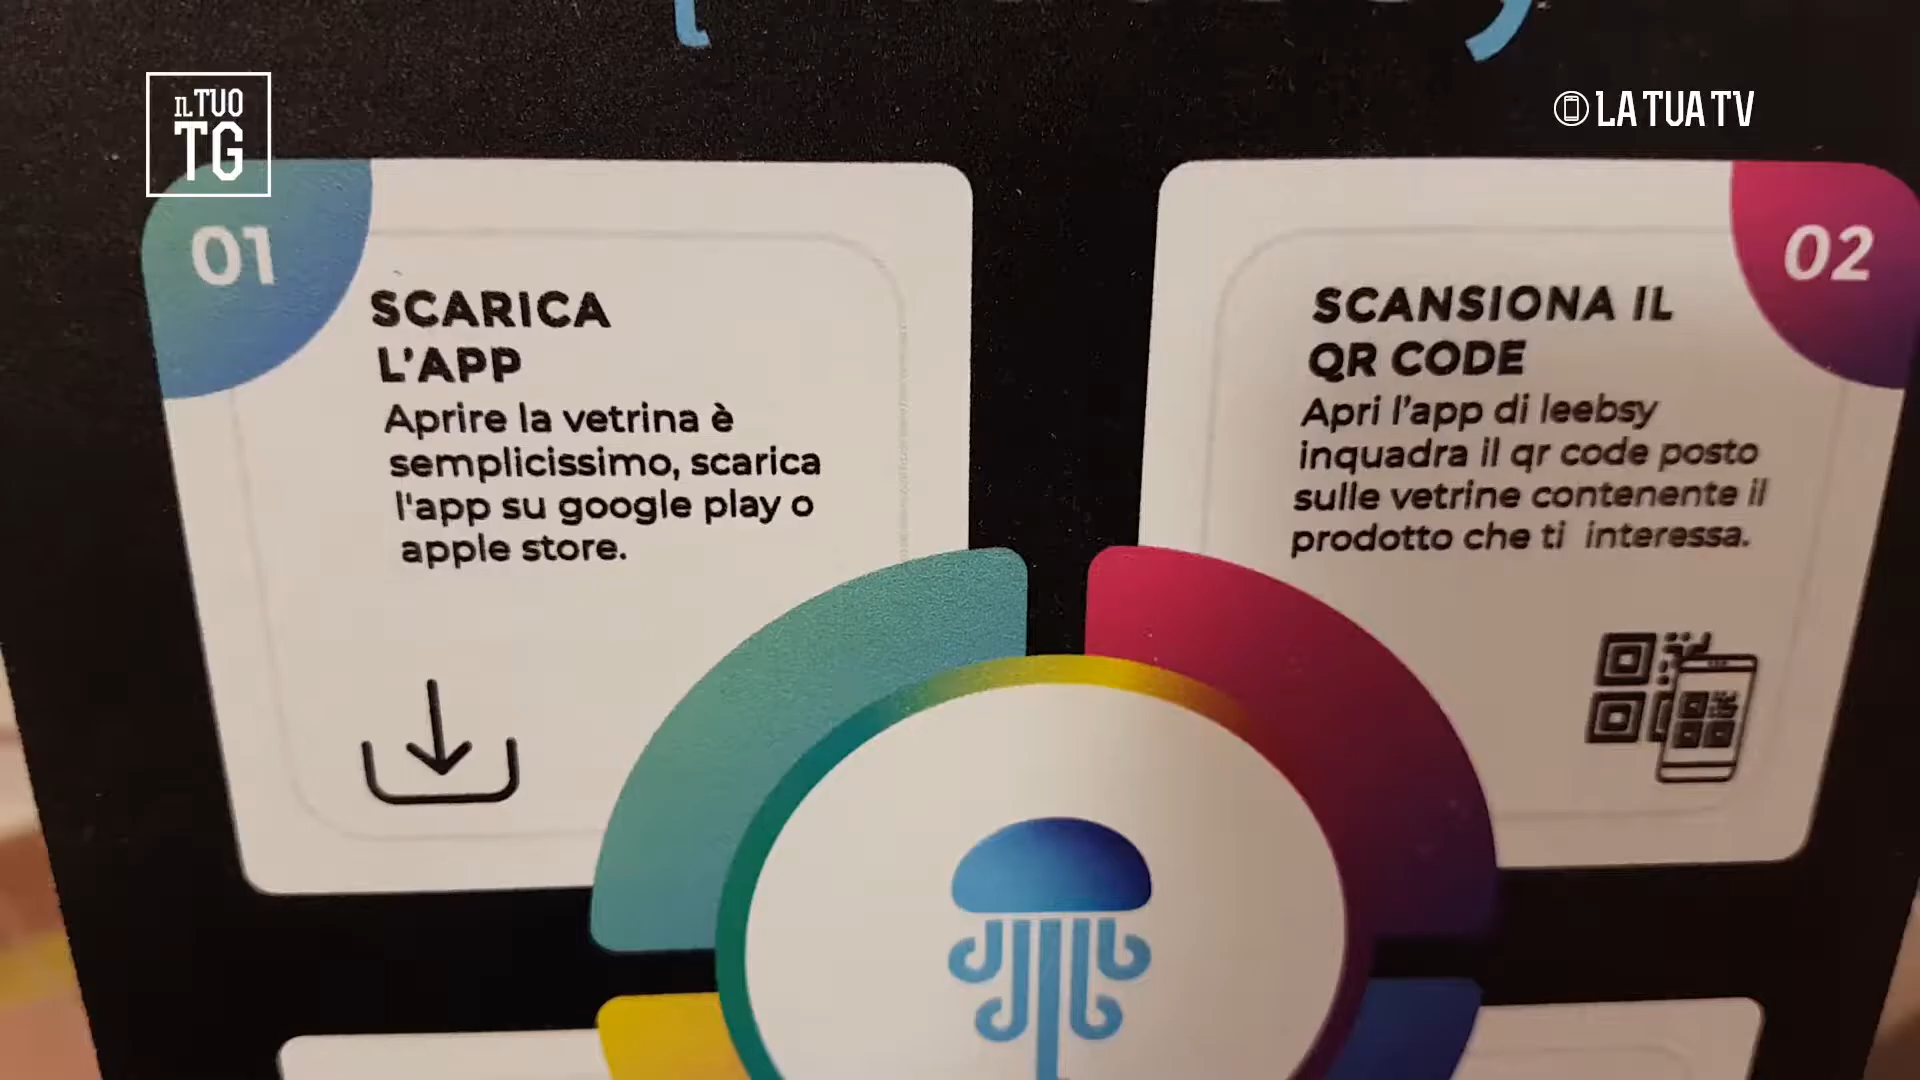 IL TUO
TG
LA TUA TV
01
SCARICA
L'APP
Aprire la vetrina è
semplicissimo, scarica
l'app su google play o
apple store.
02
SCANSIONA IL
QR CODE
Apri l'app di leebsy
inquadra il qr code posto
sulle vetrine contenente il
prodotto che ti interessa.